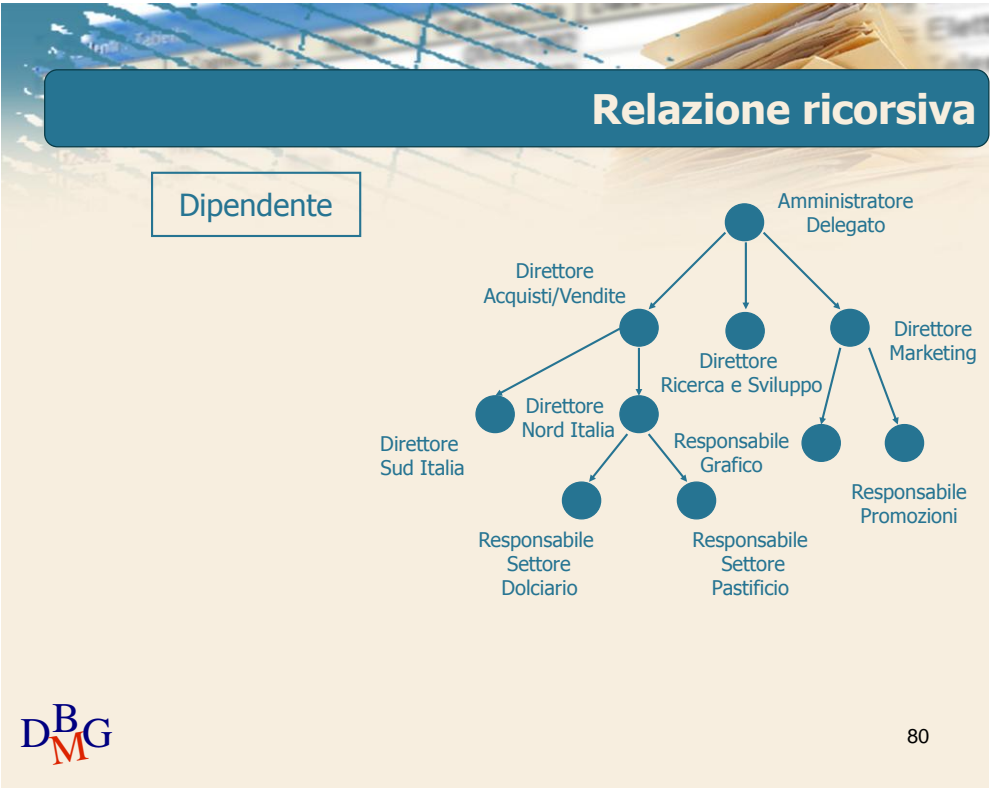 Relazione ricorsiva
Dipendente
Amministratore
Delegato
Direttore
Acquisti/Vendite
Direttore
Marketing
Direttore
Ricerca e Sviluppo
Direttore
Nord Italia
Direttore
Sud Italia
Responsabile
Grafico
Responsabile
Promozioni
Responsabile
Settore
Dolciario
Responsabile
Settore
Pastificio
DBMG
80